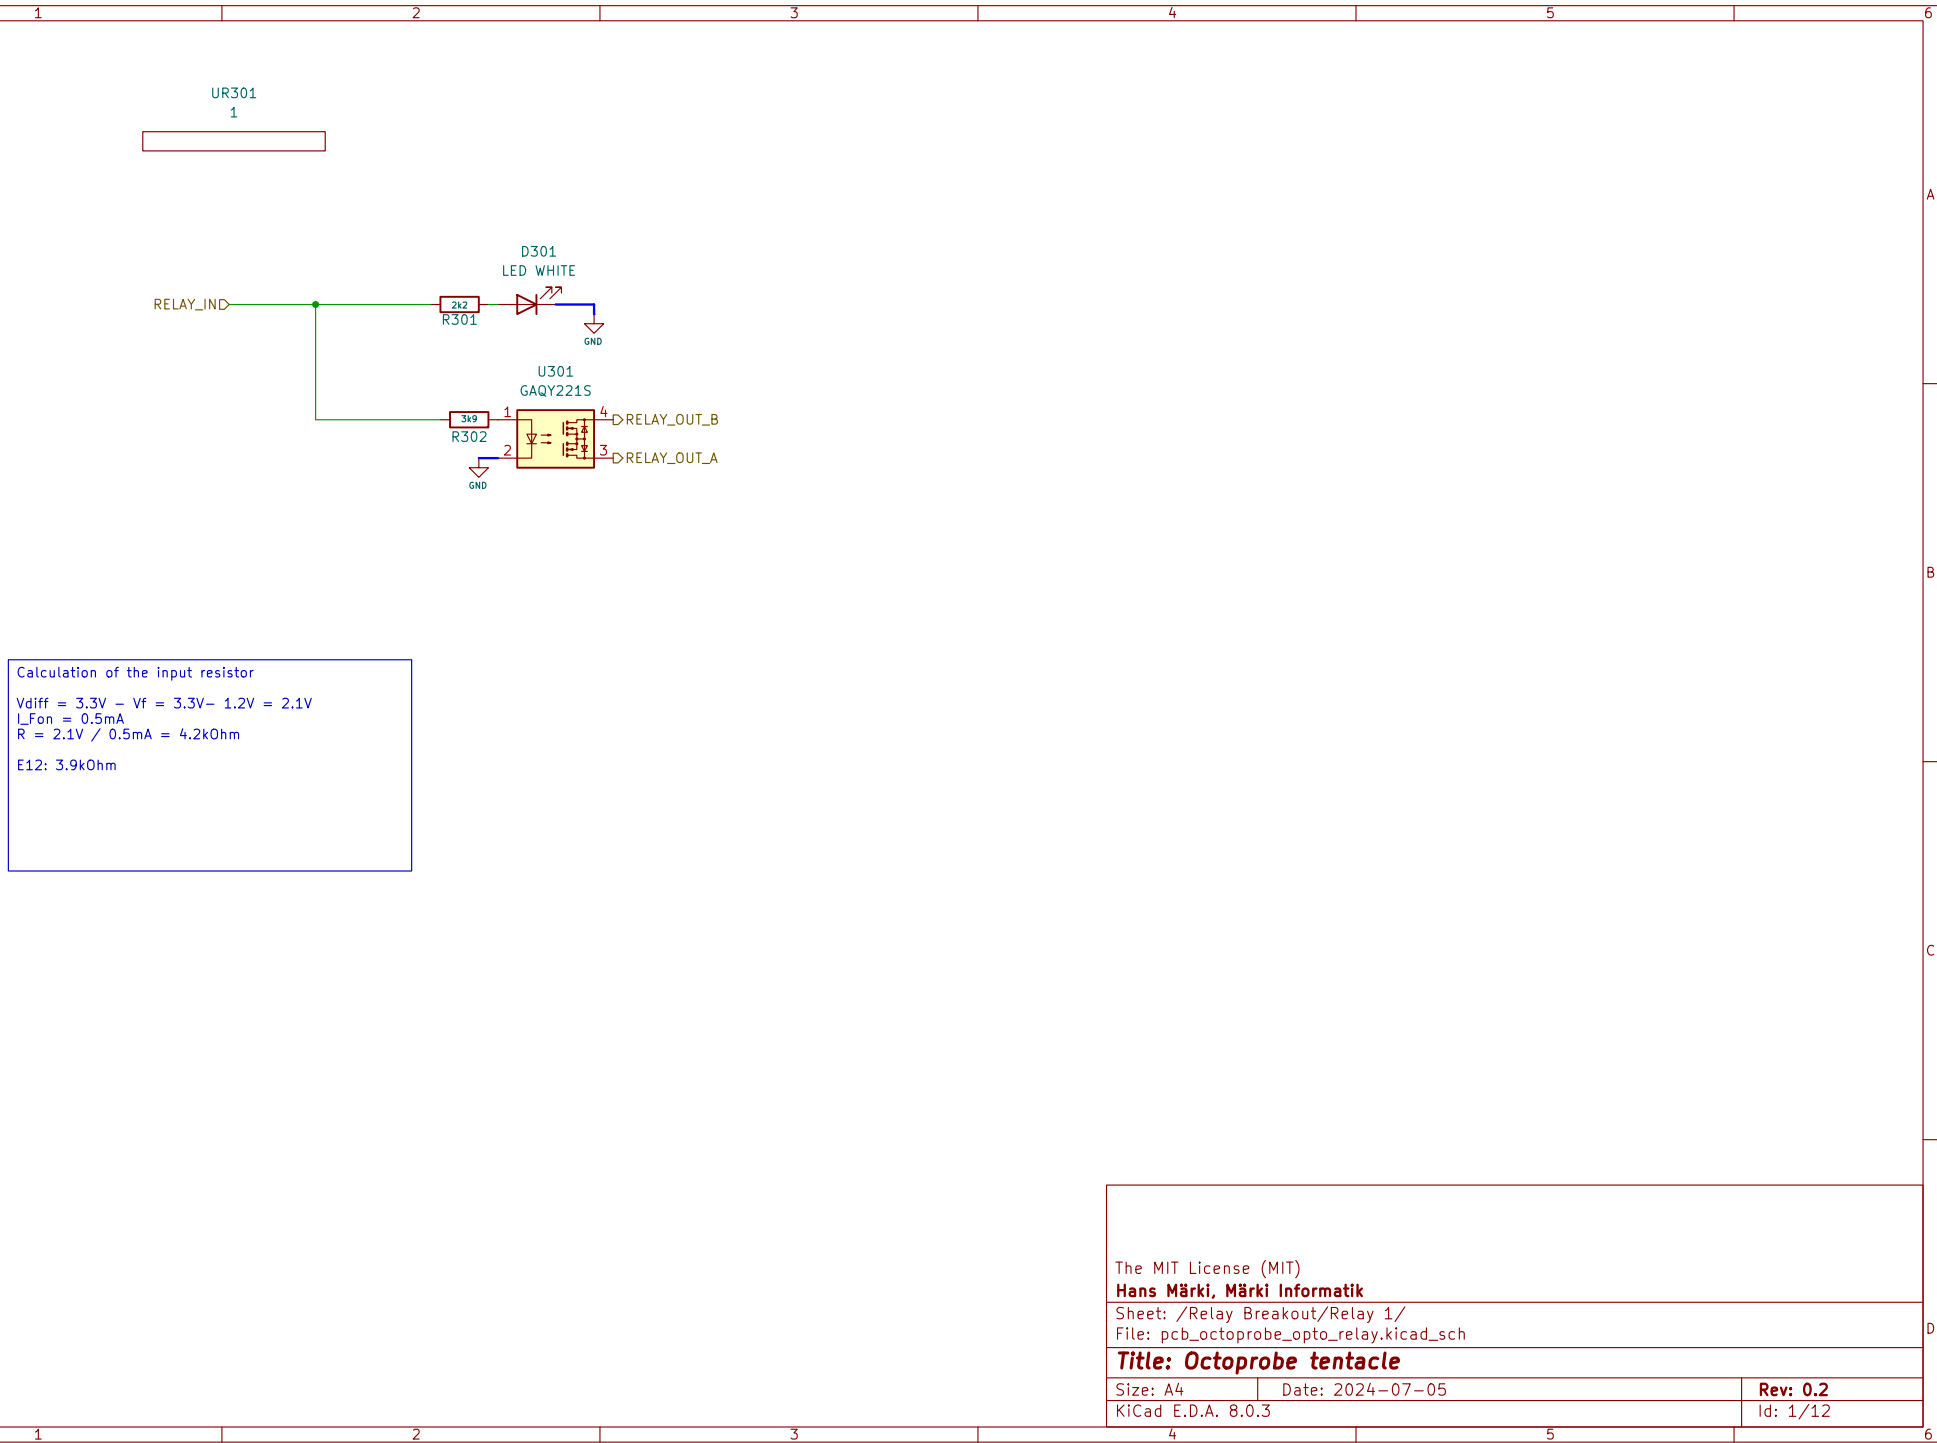 1 2 3 4 5 6
UR301
1
A
D301
LED WHITE
RELAY_IN
2k2
R301
GND
U301
GAQY221S
3k9
R302
1
4
RELAY_OUT_B
2
3
RELAY_OUT_A
GND
B
Calculation of the input resistor
Vdiff = 3.3V - Vf = 3.3V- 1.2V = 2.1V
I_Fon = 0.5mA
R = 2.1V / 0.5mA = 4.2kOhm
E12: 3.9kOhm
C
The MIT License (MIT)
Hans Märki, Märki Informatik
Sheet: /Relay Breakout/Relay 1/
File: pcb_octoprobe_opto_relay.kicad_sch
D
Title: Octoprobe tentacle
Size: A4 Date: 2024-07-05 Rev: 0.2
KiCad E.D.A. 8.0.3 Id: 1/12
1 2 3 4 5 6